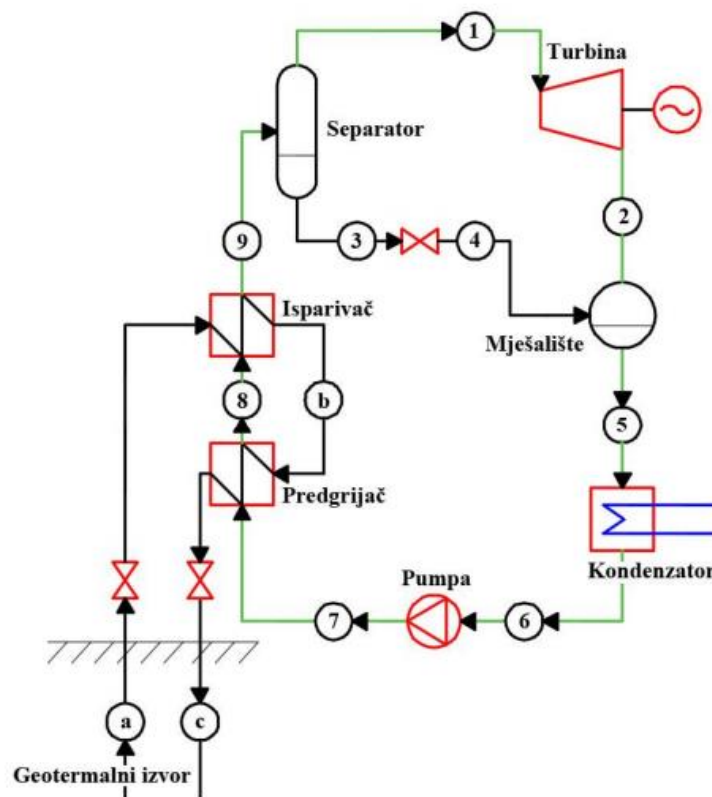 1
Turbina
Separator
2
9
3
4
Isparivač
Mješalište
8
b
5
Predgrijač
Kondenzator
Pumpa
7
6
a
c
Geotermalni izvor